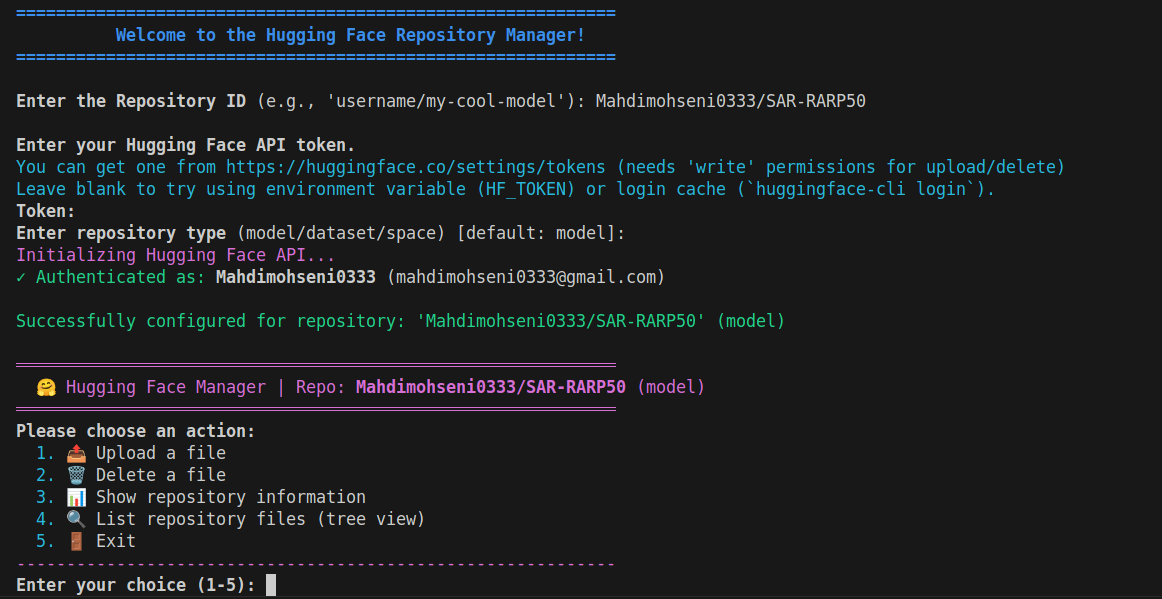 ============================================================
Welcome to the Hugging Face Repository Manager!
============================================================
Enter the Repository ID (e.g., 'username/my-cool-model'): Mahdimohseni0333/SAR-RARP50
Enter your Hugging Face API token.
You can get one from https://huggingface.co/settings/tokens (needs 'write' permissions for upload/delete)
Leave blank to try using environment variable (HF_TOKEN) or login cache (`huggingface-cli login`).
Token:
Enter repository type (model/dataset/space) [default: model]:
Initializing Hugging Face API...
✓ Authenticated as: Mahdimohseni0333 (mahdimohseni0333@gmail.com)
Successfully configured for repository: 'Mahdimohseni0333/SAR-RARP50' (model)
════════════════════════════════════════════════════════════
🤗 Hugging Face Manager | Repo: Mahdimohseni0333/SAR-RARP50 (model)
════════════════════════════════════════════════════════════
Please choose an action:
1. 📤 Upload a file
2. 🗑️ Delete a file
3. 📊 Show repository information
4. 🔍 List repository files (tree view)
5. 🚪 Exit
------------------------------------------------------------
Enter your choice (1-5):